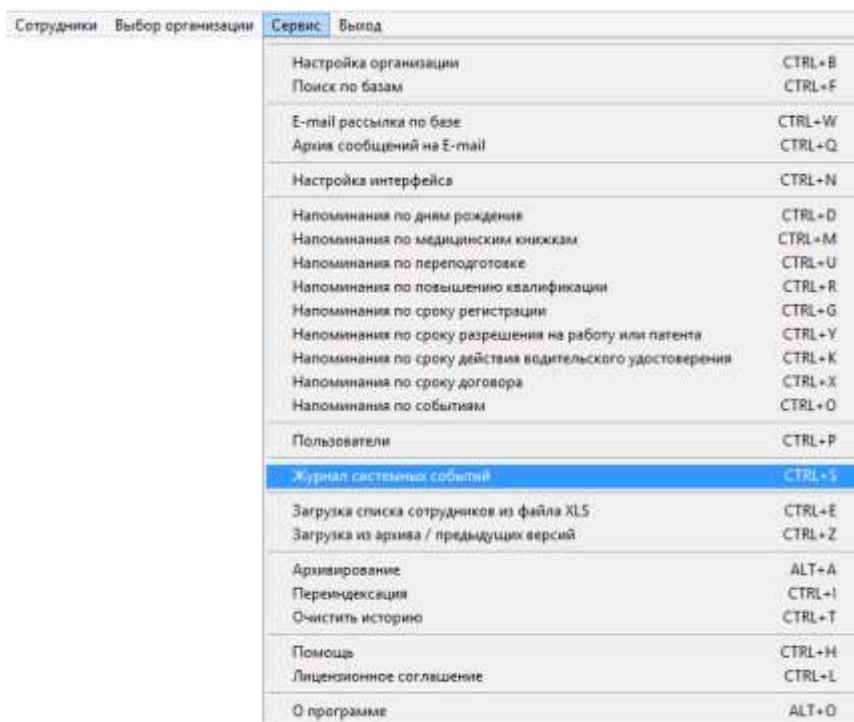 Сотрудники Выбор организации Сервис Выход
Настройка организации CTRL+B
Поиск по базам CTRL+F
E-mail рассылка по базе CTRL+W
Архив сообщений на E-mail CTRL+Q
Настройка интерфейса CTRL+N
Напоминания по дням рождения CTRL+D
Напоминания по медицинским книжкам CTRL+M
Напоминания по переподготовке CTRL+U
Напоминания по повышению квалификации CTRL+R
Напоминания по сроку регистрации CTRL+G
Напоминания по сроку разрешения на работу или патента CTRL+Y
Напоминания по сроку действия водительского удостоверения CTRL+K
Напоминания по сроку договора CTRL+X
Напоминания по событиям CTRL+O
Пользователи CTRL+P
Журнал системных событий CTRL+S
Загрузка списка сотрудников из файла XLS CTRL+E
Загрузка из архива / предыдущих версий CTRL+Z
Архивирование ALT+A
Переиндексация CTRL+I
Очистить историю CTRL+T
Помощь CTRL+H
Лицензионное соглашение CTRL+L
О программе ALT+O